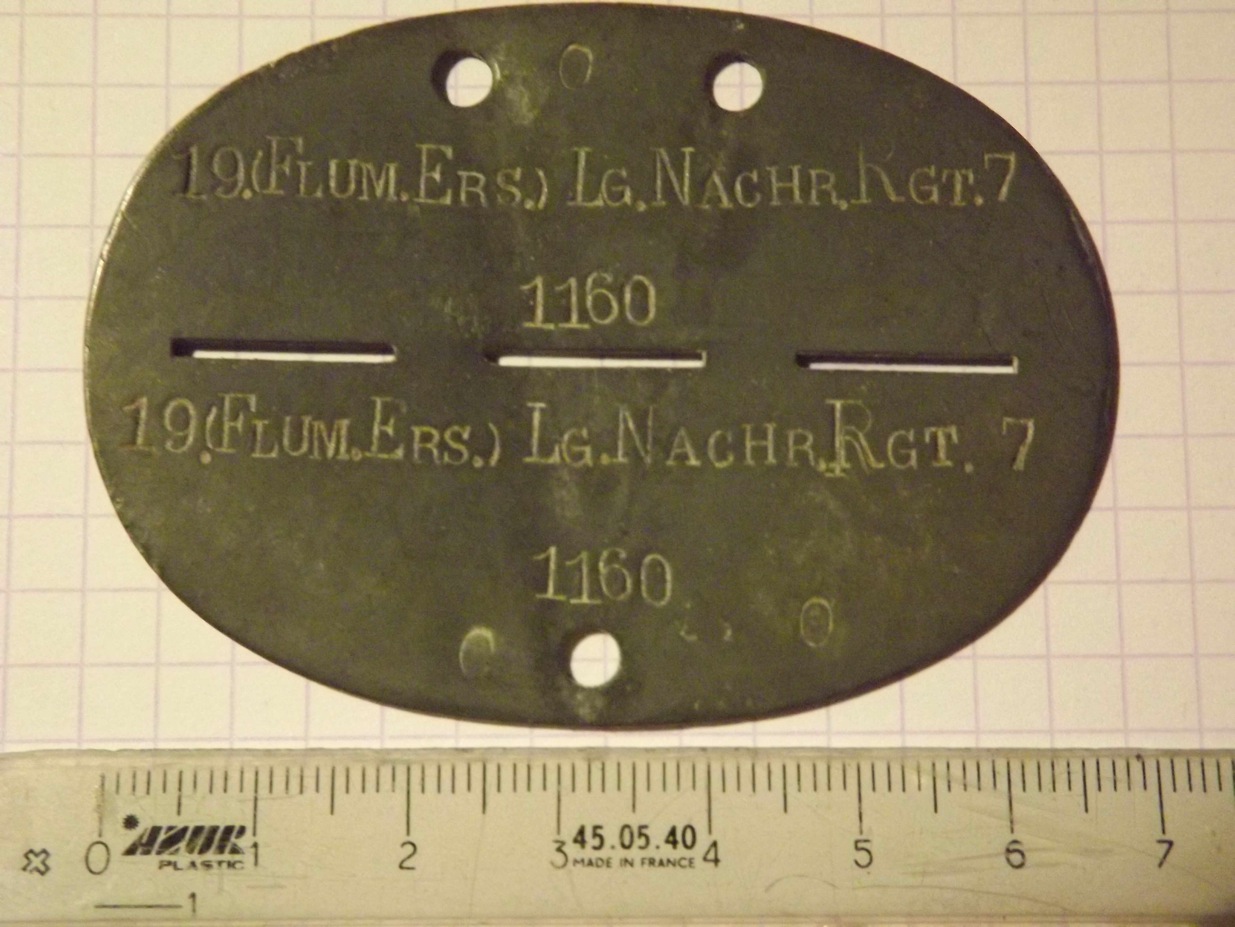 O
19.(FLUM.ERS.) LG.NACHR.RGT.7
1160
19.(FLUM.ERS.) LG.NACHR.RGT. 7
1160
O O
0 1 2 3 4 5 6 7
AZUR
PLASTIC
45.05.40
MADE IN FRANCE
1